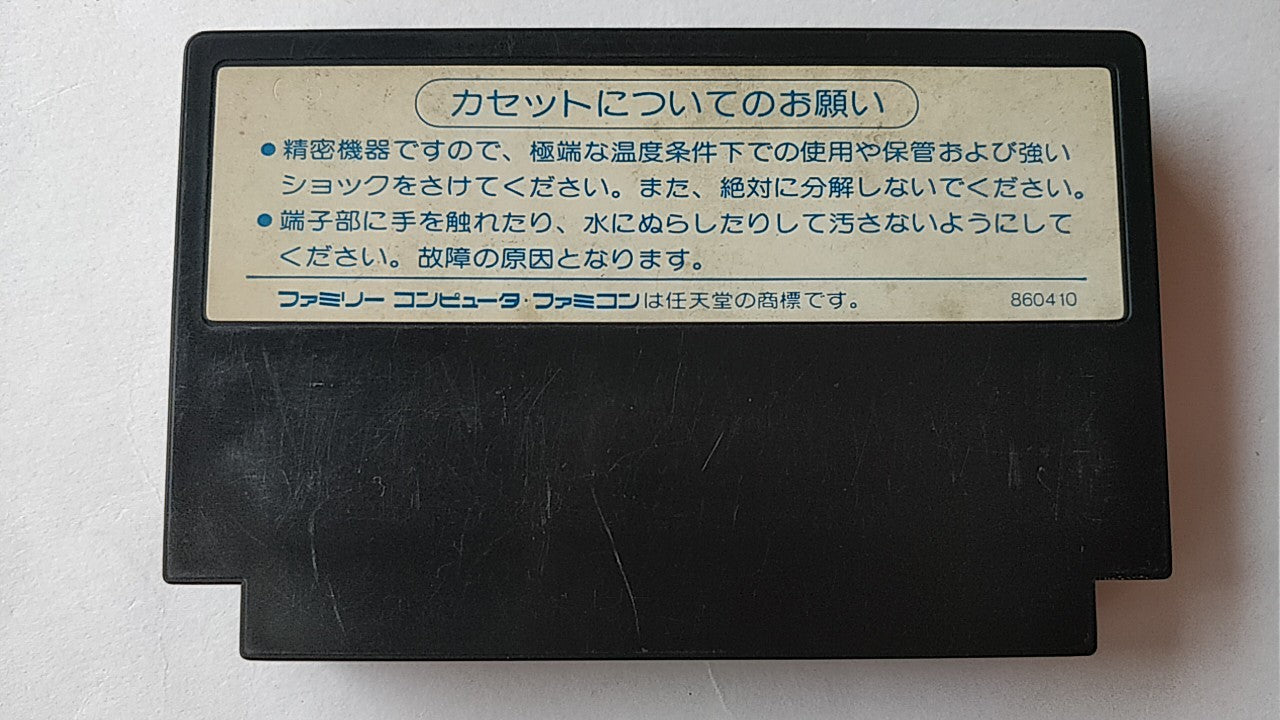 カセットについてのお願い
●精密機器ですので、極端な温度条件下での使用や保管および強い
ショックをさけてください。また、絶対に分解しないでください。
●端子部に手を触れたり、水にぬらしたりして汚さないようにして
ください。故障の原因となります。
ファミリー コンピュータ・ファミコンは任天堂の商標です。 860410